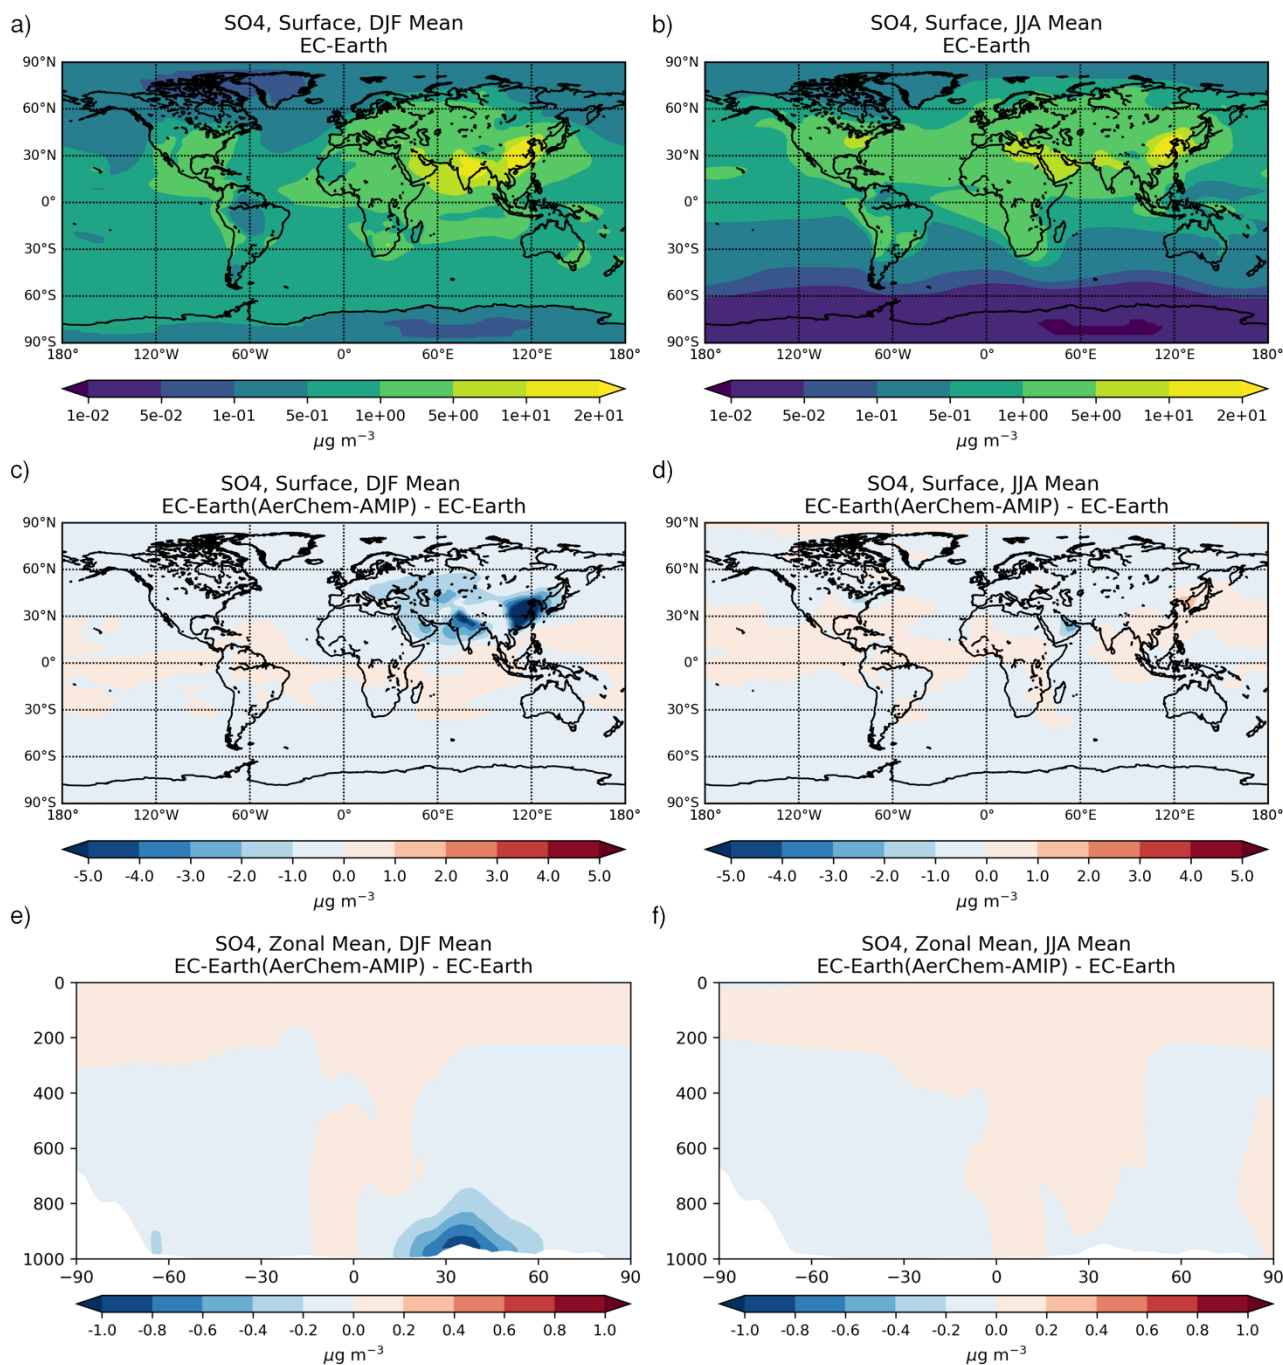 a)
SO4, Surface, DJF Mean
EC-Earth
90°N
60°N
30°N
0°
30°S
60°S
90°S
180° 120°W 60°W 0° 60°E 120°E 180°
1e-02 5e-02 1e-01 5e-01 1e+00 5e+00 1e+01 2e+01
μg m⁻³
b)
SO4, Surface, JJA Mean
EC-Earth
90°N
60°N
30°N
0°
30°S
60°S
90°S
180° 120°W 60°W 0° 60°E 120°E 180°
1e-02 5e-02 1e-01 5e-01 1e+00 5e+00 1e+01 2e+01
μg m⁻³
c)
SO4, Surface, DJF Mean
EC-Earth(AerChem-AMIP) - EC-Earth
90°N
60°N
30°N
0°
30°S
60°S
90°S
180° 120°W 60°W 0° 60°E 120°E 180°
-5.0 -4.0 -3.0 -2.0 -1.0 0.0 1.0 2.0 3.0 4.0 5.0
μg m⁻³
d)
SO4, Surface, JJA Mean
EC-Earth(AerChem-AMIP) - EC-Earth
90°N
60°N
30°N
0°
30°S
60°S
90°S
180° 120°W 60°W 0° 60°E 120°E 180°
-5.0 -4.0 -3.0 -2.0 -1.0 0.0 1.0 2.0 3.0 4.0 5.0
μg m⁻³
e)
SO4, Zonal Mean, DJF Mean
EC-Earth(AerChem-AMIP) - EC-Earth
0
200
400
600
800
1000
−90 −60 −30 0 30 60 90
-1.0 -0.8 -0.6 -0.4 -0.2 0.0 0.2 0.4 0.6 0.8 1.0
μg m⁻³
f)
SO4, Zonal Mean, JJA Mean
EC-Earth(AerChem-AMIP) - EC-Earth
0
200
400
600
800
1000
−90 −60 −30 0 30 60 90
-1.0 -0.8 -0.6 -0.4 -0.2 0.0 0.2 0.4 0.6 0.8 1.0
μg m⁻³